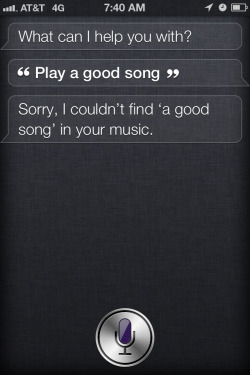 AT&T 4G 7:40 AM
What can I help you with?
“ Play a good song ”
Sorry, I couldn't find ‘a good
song’ in your music.